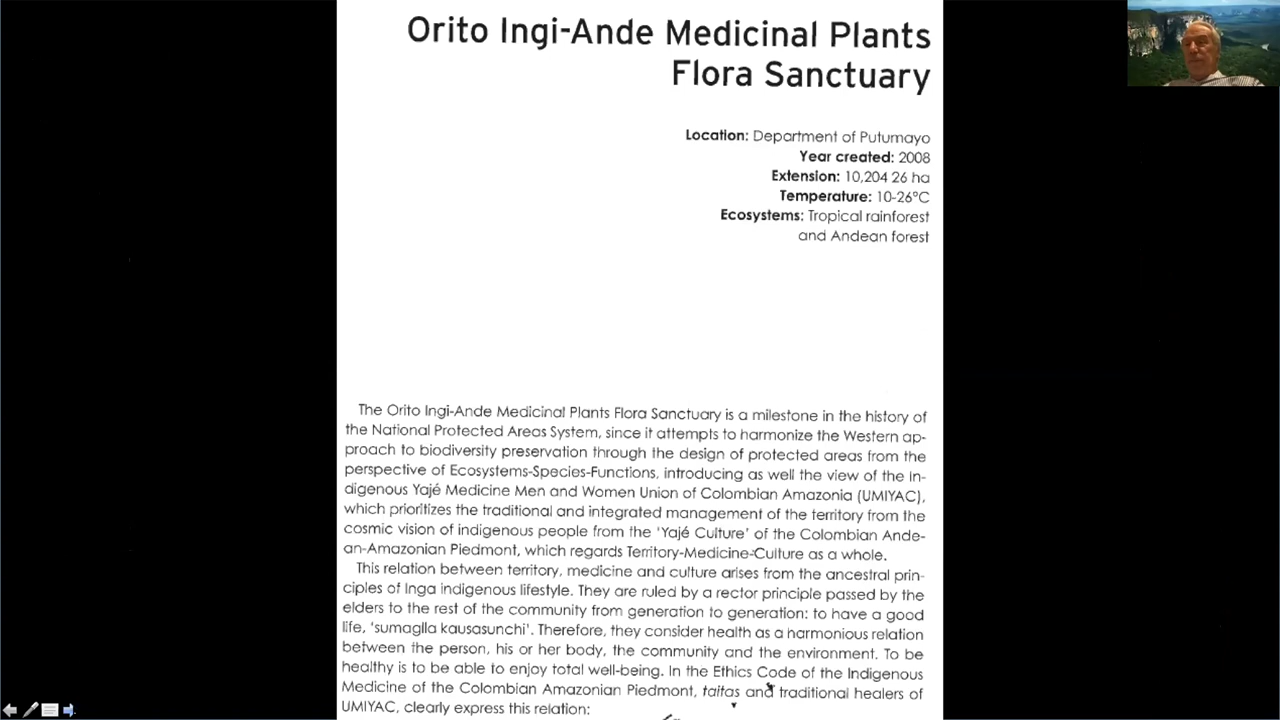 Orito Ingi-Ande Medicinal Plants
Flora Sanctuary
Location: Department of Putumayo
Year created: 2008
Extension: 10,204 26 ha
Temperature: 10-26°C
Ecosystems: Tropical rainforest
and Andean forest
The Orito Ingi-Ande Medicinal Plants Flora Sanctuary is a milestone in the history of
the National Protected Areas System, since it attempts to harmonize the Western ap-
proach to biodiversity preservation through the design of protected areas from the
perspective of Ecosystems-Species-Functions, introducing as well the view of the In-
digenous Yajé Medicine Men and Women Union of Colombian Amazonia (UMIYAC),
which prioritizes the traditional and integrated management of the territory from the
cosmic vision of indigenous people from the 'Yajé Culture' of the Colombian Ande-
an-Amazonian Piedmont, which regards Territory-Medicine-Culture as a whole.
This relation between territory, medicine and culture arises from the ancestral prin-
ciples of Inga indigenous lifestyle. They are ruled by a rector principle passed by the
elders to the rest of the community from generation to generation: to have a good
life, 'sumaglla kausasunchi'. Therefore, they consider health as a harmonious relation
between the person, his or her body, the community and the environment. To be
healthy is to be able to enjoy total well-being. In the Ethics Code of the Indigenous
Medicine of the Colombian Amazonian Piedmont, taitas and traditional healers of
UMIYAC, clearly express this relation: